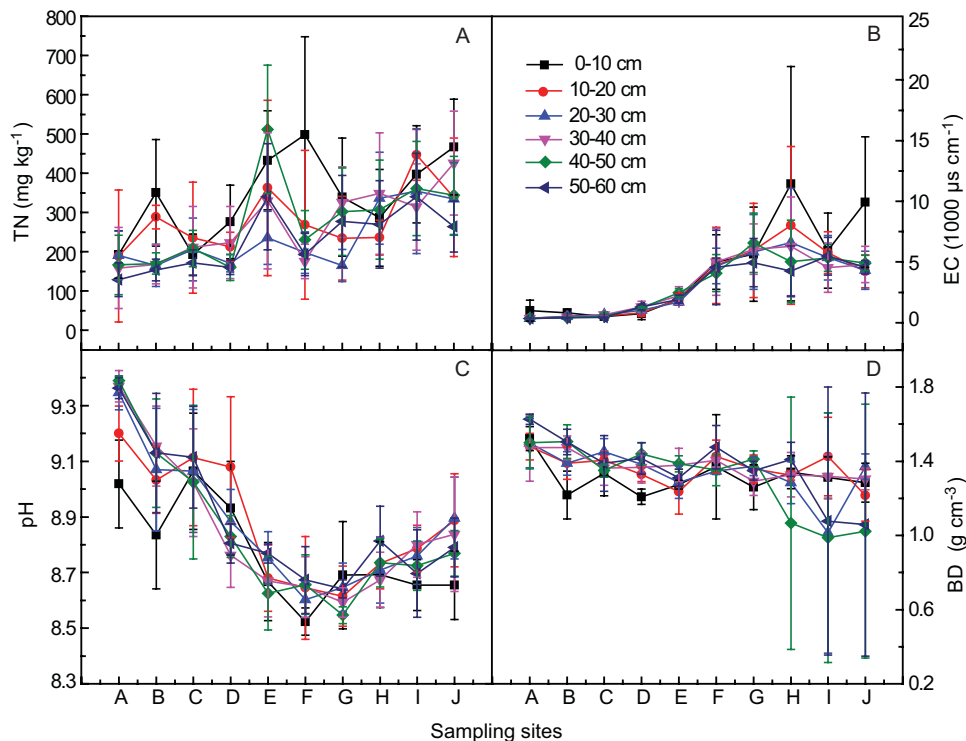 A
TN (mg kg⁻¹)
800
700
600
500
400
300
200
100
0
B
0-10 cm
10-20 cm
20-30 cm
30-40 cm
40-50 cm
50-60 cm
25
20
15
10
5
0
EC (1000 µs cm⁻¹)
C
pH
9.3
9.1
8.9
8.7
8.5
8.3
A B C D E F G H I J
D
1.8
1.4
1.0
0.6
0.2
BD (g cm⁻³)
A B C D E F G H I J
Sampling sites